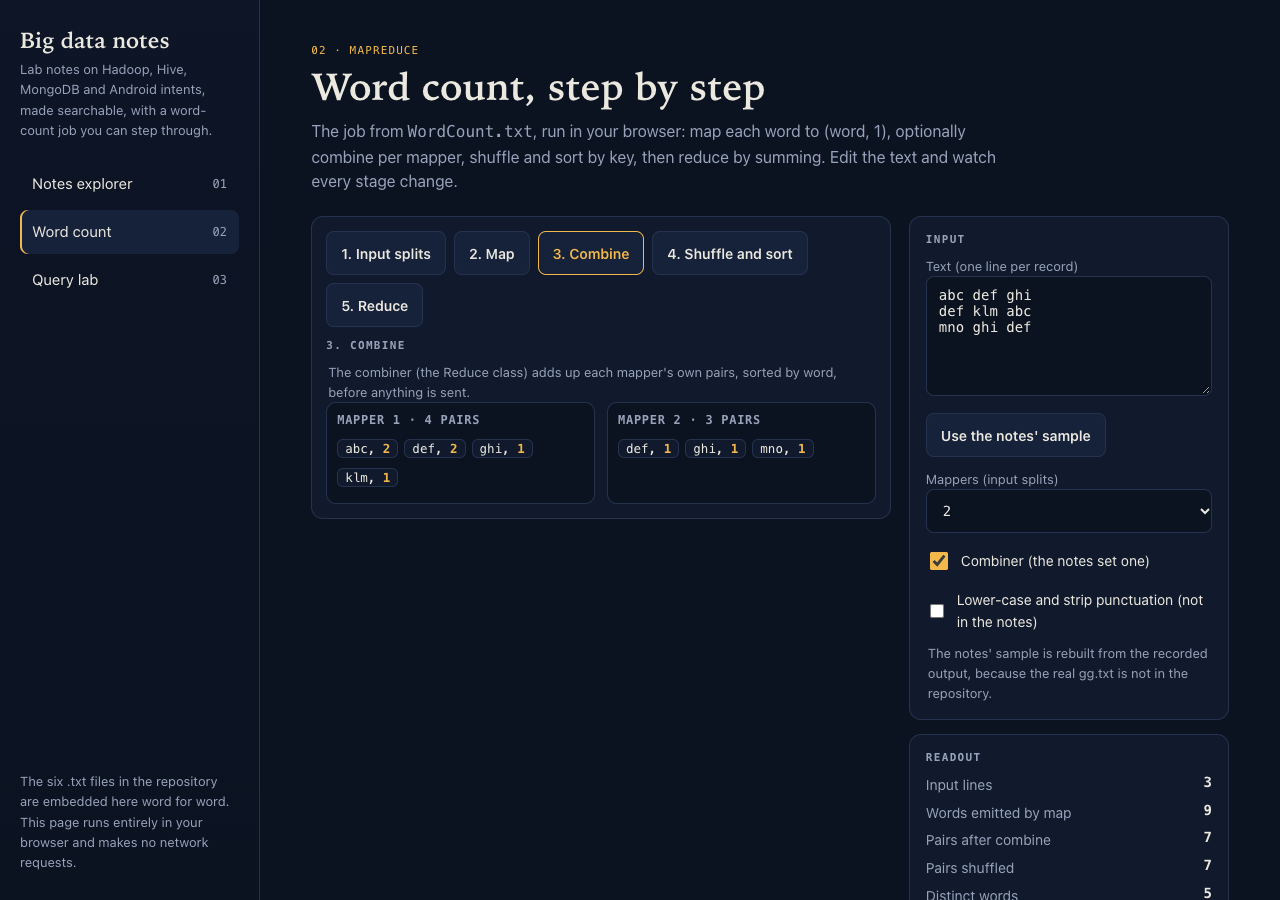 Big data notes
Lab notes on Hadoop, Hive,
MongoDB and Android intents,
made searchable, with a word-
count job you can step through.
Notes explorer 01
Word count 02
Query lab 03
The six .txt files in the repository
are embedded here word for word.
This page runs entirely in your
browser and makes no network
requests.
02 · MAPREDUCE
Word count, step by step
The job from WordCount.txt, run in your browser: map each word to (word, 1), optionally
combine per mapper, shuffle and sort by key, then reduce by summing. Edit the text and watch
every stage change.
1. Input splits 2. Map 3. Combine 4. Shuffle and sort
5. Reduce
3. COMBINE
The combiner (the Reduce class) adds up each mapper's own pairs, sorted by word,
before anything is sent.
MAPPER 1 · 4 PAIRS
abc, 2 def, 2 ghi, 1
klm, 1
MAPPER 2 · 3 PAIRS
def, 1 ghi, 1 mno, 1
INPUT
Text (one line per record)
abc def ghi
def klm abc
mno ghi def
Use the notes' sample
Mappers (input splits)
2
Combiner (the notes set one)
Lower-case and strip punctuation (not
in the notes)
The notes' sample is rebuilt from the recorded
output, because the real gg.txt is not in the
repository.
READOUT
Input lines 3
Words emitted by map 9
Pairs after combine 7
Pairs shuffled 7
Distinct words 5